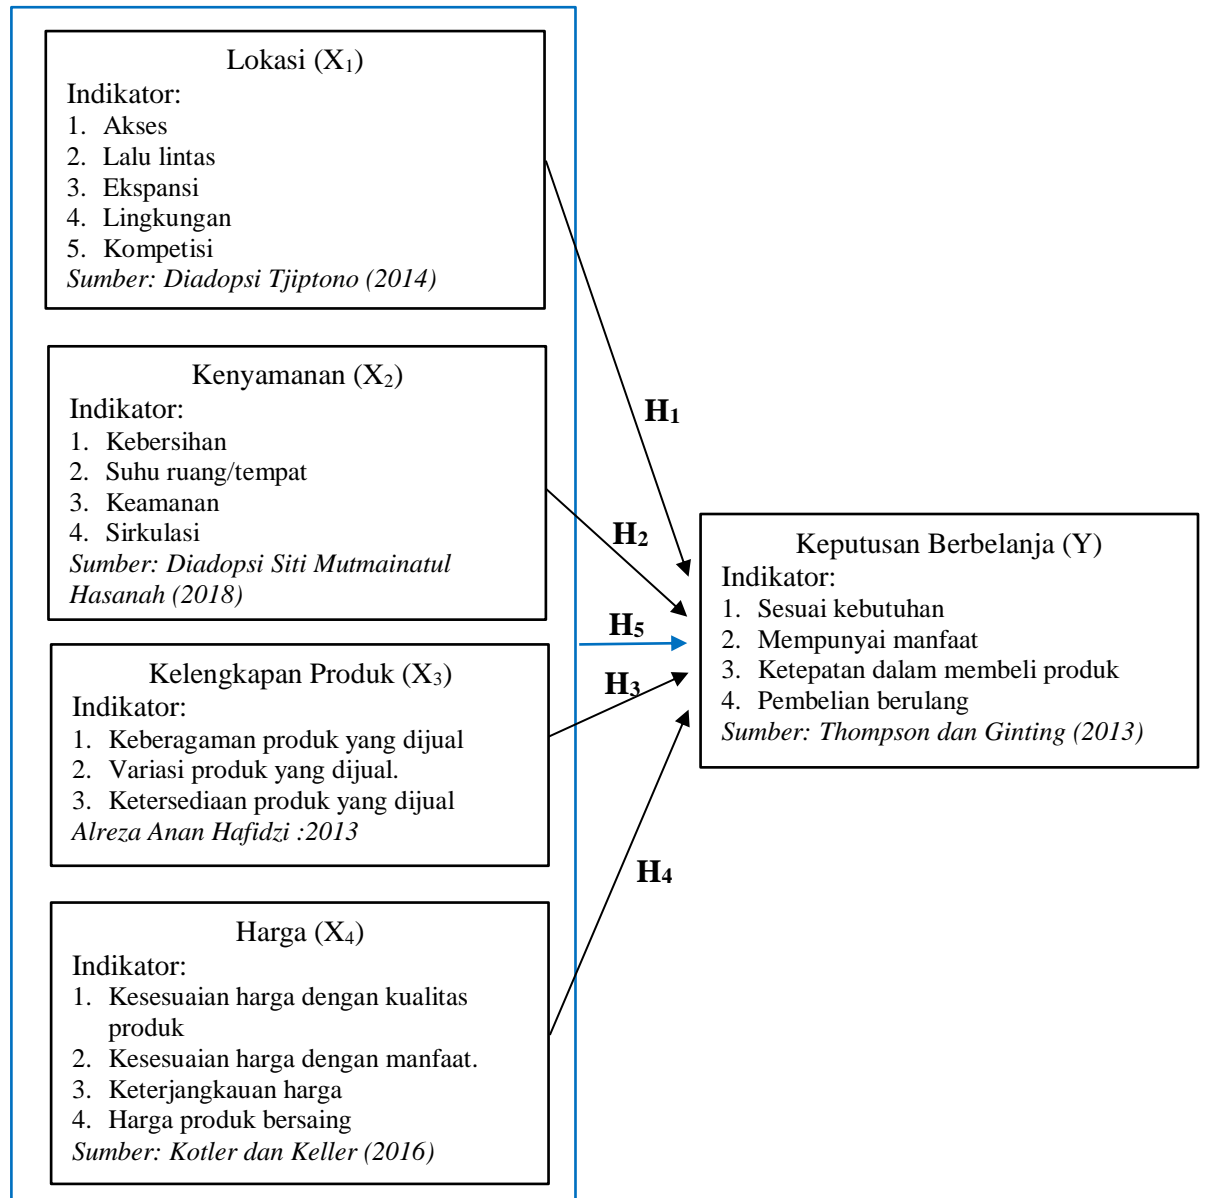 Lokasi (X₁)
Indikator:
1. Akses
2. Lalu lintas
3. Ekspansi
4. Lingkungan
5. Kompetisi
Sumber: Diadopsi Tjiptono (2014)
Kenyamanan (X₂)
Indikator:
1. Kebersihan
2. Suhu ruang/tempat
3. Keamanan
4. Sirkulasi
Sumber: Diadopsi Siti Mutmainatul
Hasanah (2018)
Kelengkapan Produk (X₃)
Indikator:
1. Keberagaman produk yang dijual
2. Variasi produk yang dijual.
3. Ketersediaan produk yang dijual
Alreza Anan Hafidzi :2013
Harga (X₄)
Indikator:
1. Kesesuaian harga dengan kualitas
produk
2. Kesesuaian harga dengan manfaat.
3. Keterjangkauan harga
4. Harga produk bersaing
Sumber: Kotler dan Keller (2016)
H₁
H₂
H₅
H₃
H₄
Keputusan Berbelanja (Y)
Indikator:
1. Sesuai kebutuhan
2. Mempunyai manfaat
3. Ketepatan dalam membeli produk
4. Pembelian berulang
Sumber: Thompson dan Ginting (2013)